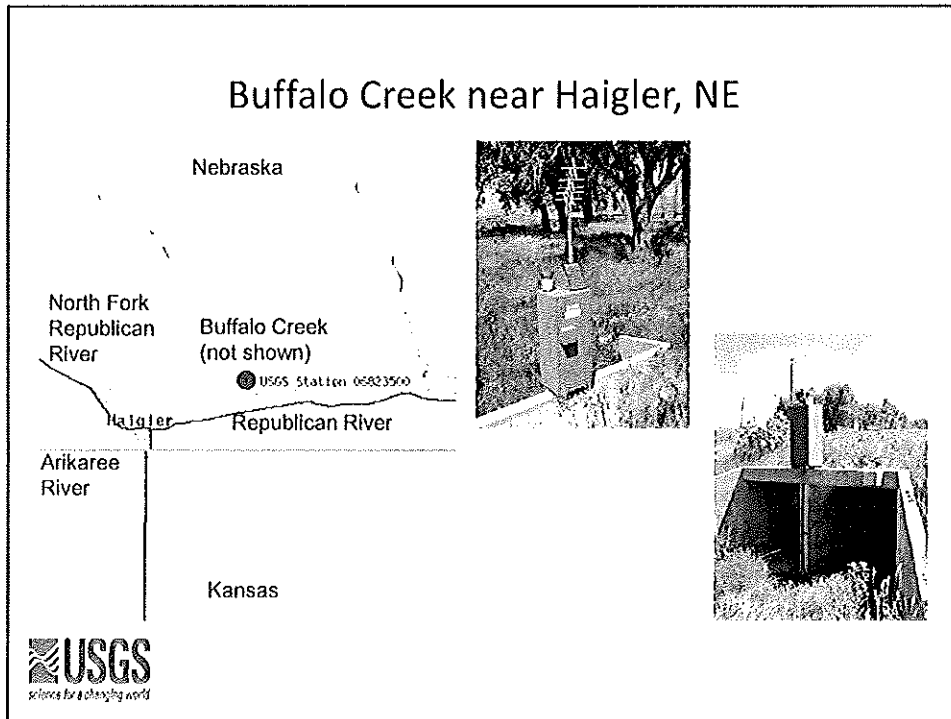 Buffalo Creek near Haigler, NE
Nebraska
North Fork
Republican
River
Buffalo Creek
(not shown)
USGS Station 06823500
Haigler
Republican River
Arikaree
River
Kansas
USGS
science for a changing world